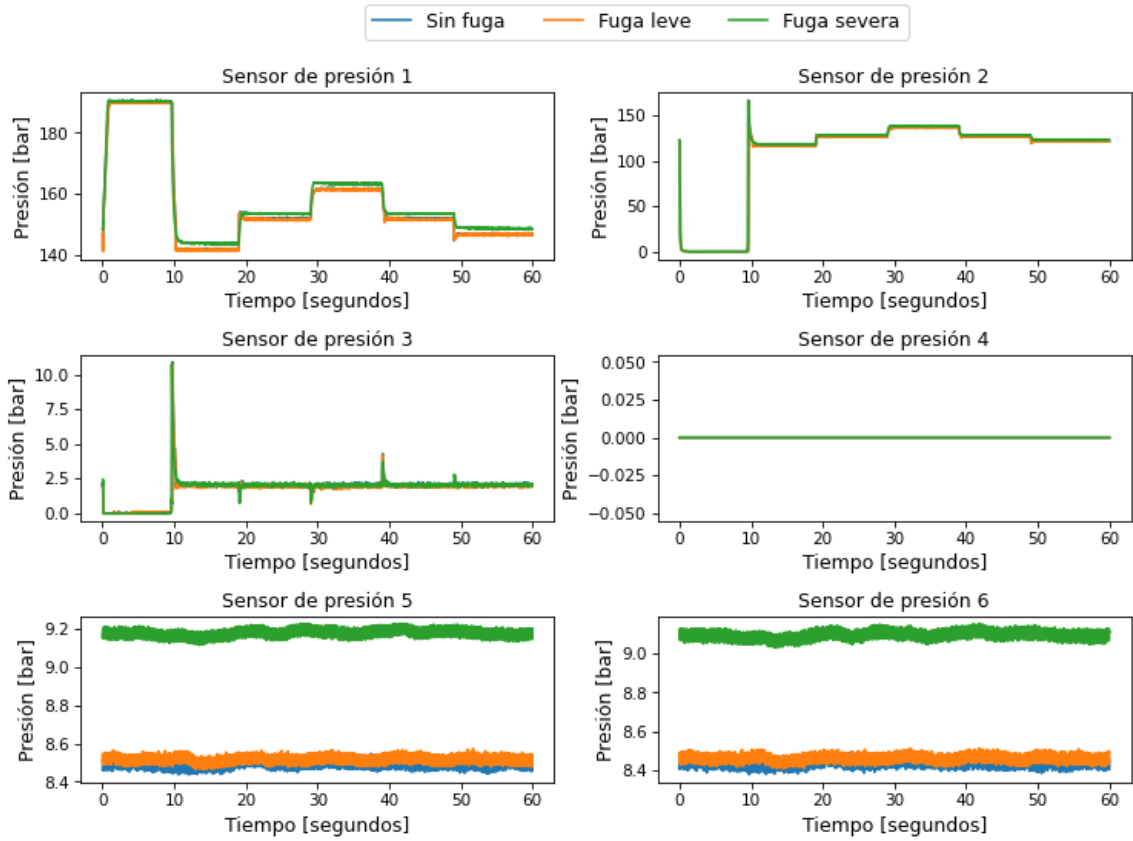 Sin fuga Fuga leve Fuga severa
Sensor de presión 1
Presión [bar]
180
160
140
0 10 20 30 40 50 60
Tiempo [segundos]
Sensor de presión 2
Presión [bar]
150
100
50
0
0 10 20 30 40 50 60
Tiempo [segundos]
Sensor de presión 3
Presión [bar]
10.0
7.5
5.0
2.5
0.0
0 10 20 30 40 50 60
Tiempo [segundos]
Sensor de presión 4
Presión [bar]
0.050
0.025
0.000
−0.025
−0.050
0 10 20 30 40 50 60
Tiempo [segundos]
Sensor de presión 5
Presión [bar]
9.2
9.0
8.8
8.6
8.4
0 10 20 30 40 50 60
Tiempo [segundos]
Sensor de presión 6
Presión [bar]
9.0
8.8
8.6
8.4
0 10 20 30 40 50 60
Tiempo [segundos]